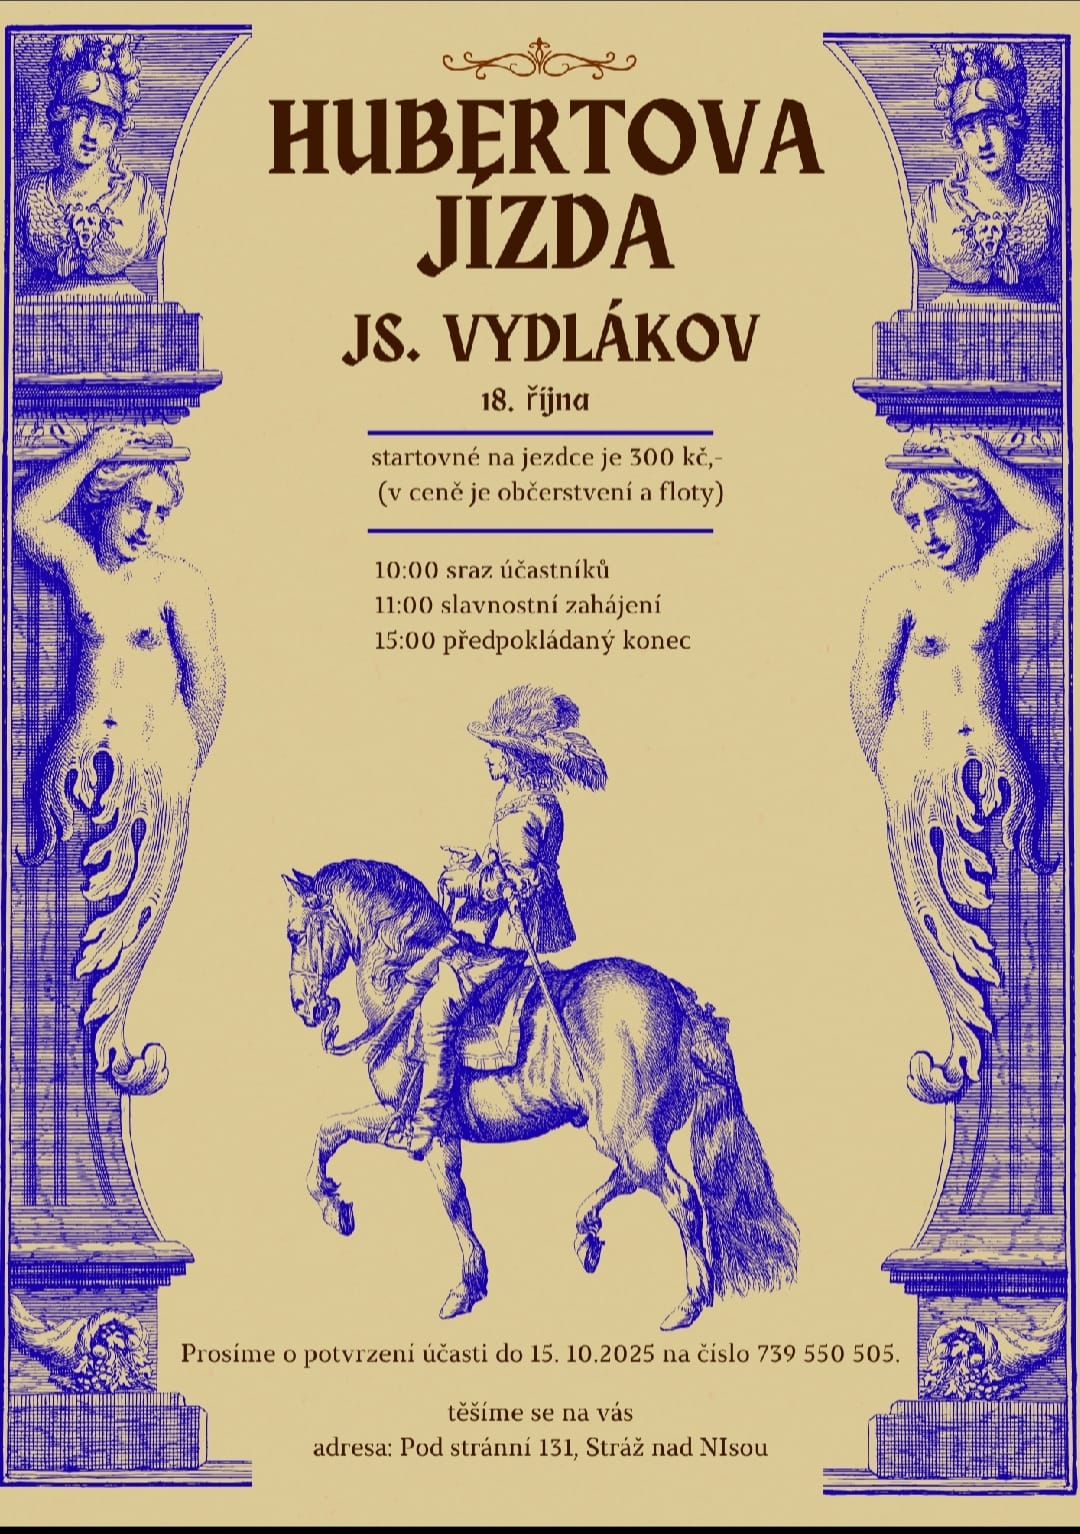 HUBERTOVA
JÍZDA
JS. VYDLÁKOV
18. října
startovné na jezdce je 300 kč,-
(v ceně je občerstvení a floty)
10:00 sraz účastníků
11:00 slavnostní zahájení
15:00 předpokládaný konec
Prosíme o potvrzení účasti do 15. 10.2025 na číslo 739 550 505.
těšíme se na vás
adresa: Pod stránní 131, Stráž nad NIsou